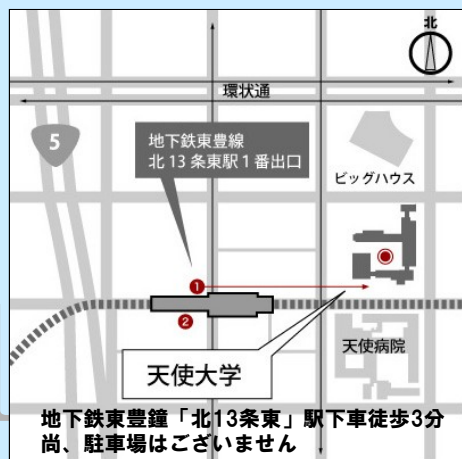 北
環状通
5
地下鉄東豊線
北13条東駅1番出口
ビッグハウス
1
2
天使病院
天使大学
地下鉄東豊鐘「北13条東」駅下車徒歩3分
尚、駐車場はございません